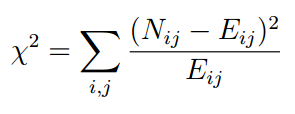 χ² = ∑_{i,j} (N_{ij} − E_{ij})² / E_{ij}